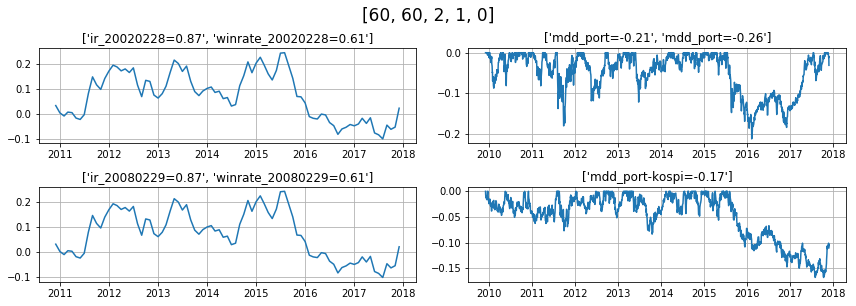 [60, 60, 2, 1, 0]
['ir_20020228=0.87', 'winrate_20020228=0.61']
0.2
0.1
0.0
−0.1
2011 2012 2013 2014 2015 2016 2017 2018
['mdd_port=-0.21', 'mdd_port=-0.26']
0.0
−0.1
−0.2
2010 2011 2012 2013 2014 2015 2016 2017 2018
['ir_20080229=0.87', 'winrate_20080229=0.61']
0.2
0.1
0.0
−0.1
2011 2012 2013 2014 2015 2016 2017 2018
['mdd_port-kospi=-0.17']
0.00
−0.05
−0.10
−0.15
2010 2011 2012 2013 2014 2015 2016 2017 2018